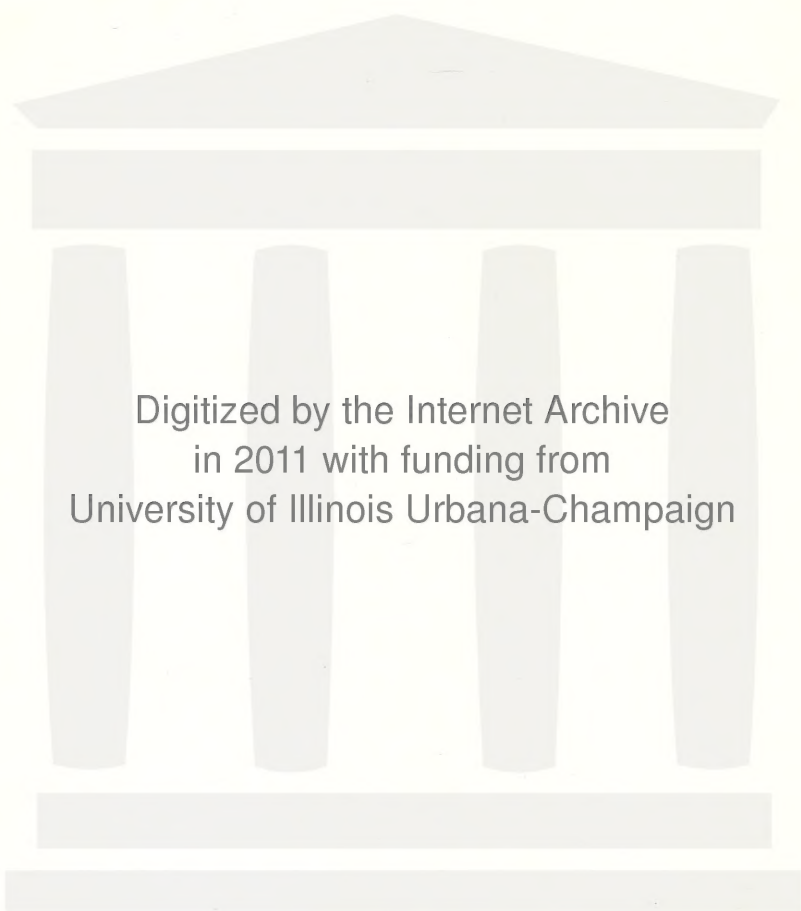 Digitized by the Internet Archive
in 2011 with funding from
University of Illinois Urbana-Champaign